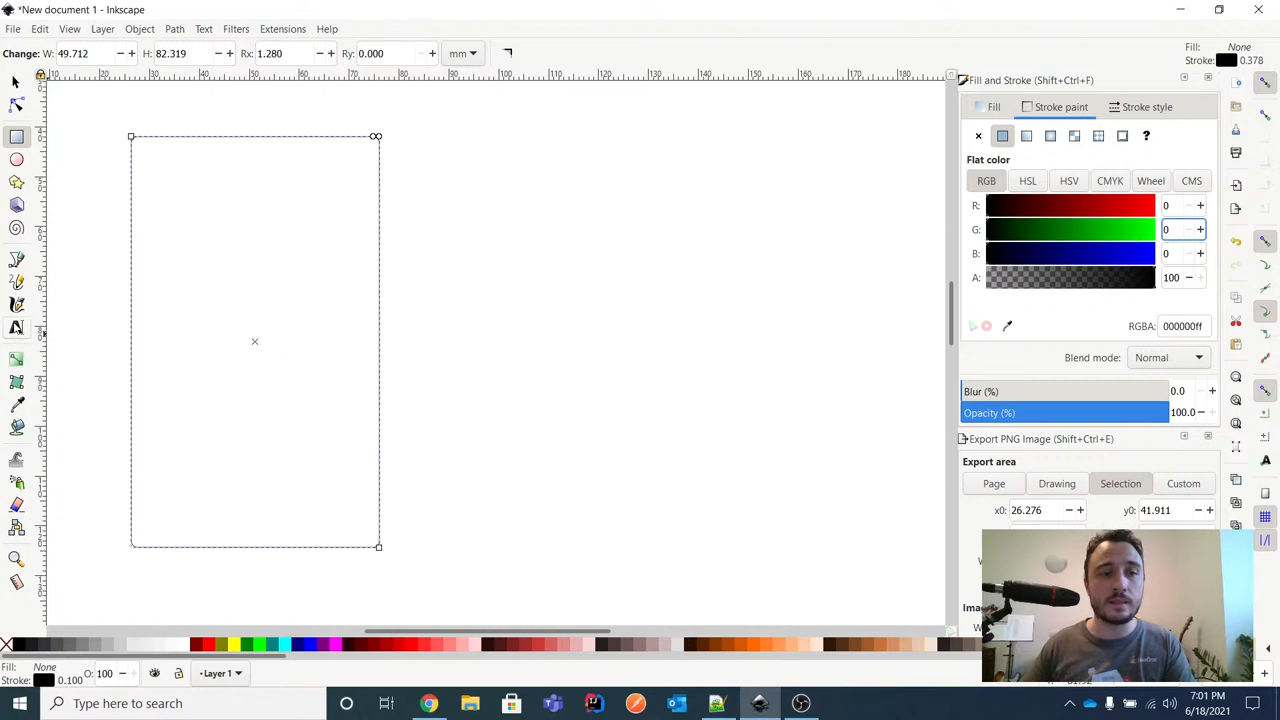 *New document 1 - Inkscape
File Edit View Layer Object Path Text Filters Extensions Help
Change: W: 49.712 H: 82.319 Rx: 1.280 Ry: 0.000 mm
Fill: None
Stroke: 0.378
Fill and Stroke (Shift+Ctrl+F)
Fill Stroke paint Stroke style
Flat color
RGB HSL HSV CMYK Wheel CMS
R: 0
G: 0
B: 0
A: 100
RGBA: 000000ff
Blend mode: Normal
Blur (%) 0.0
Opacity (%) 100.0
Export PNG Image (Shift+Ctrl+E)
Export area
Page Drawing Selection Custom
x0: 26.276 y0: 41.911
Fill: None
Stroke: 0.100 O: 100 Layer 1
Type here to search
7:01 PM
6/18/2021